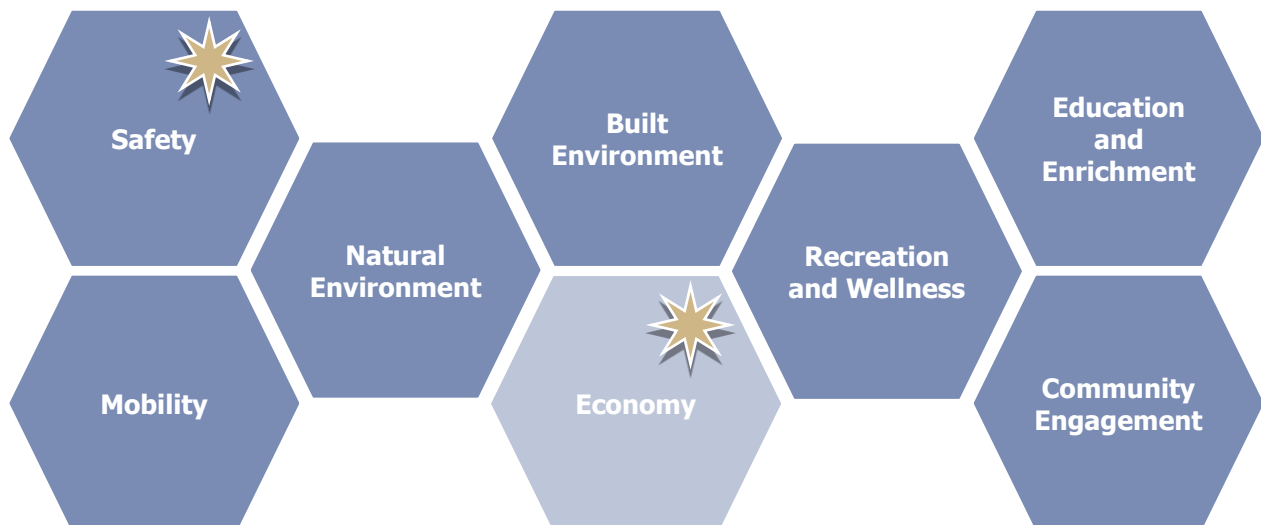 Safety
Built
Environment
Education
and
Enrichment
Natural
Environment
Recreation
and Wellness
Mobility
Economy
Community
Engagement